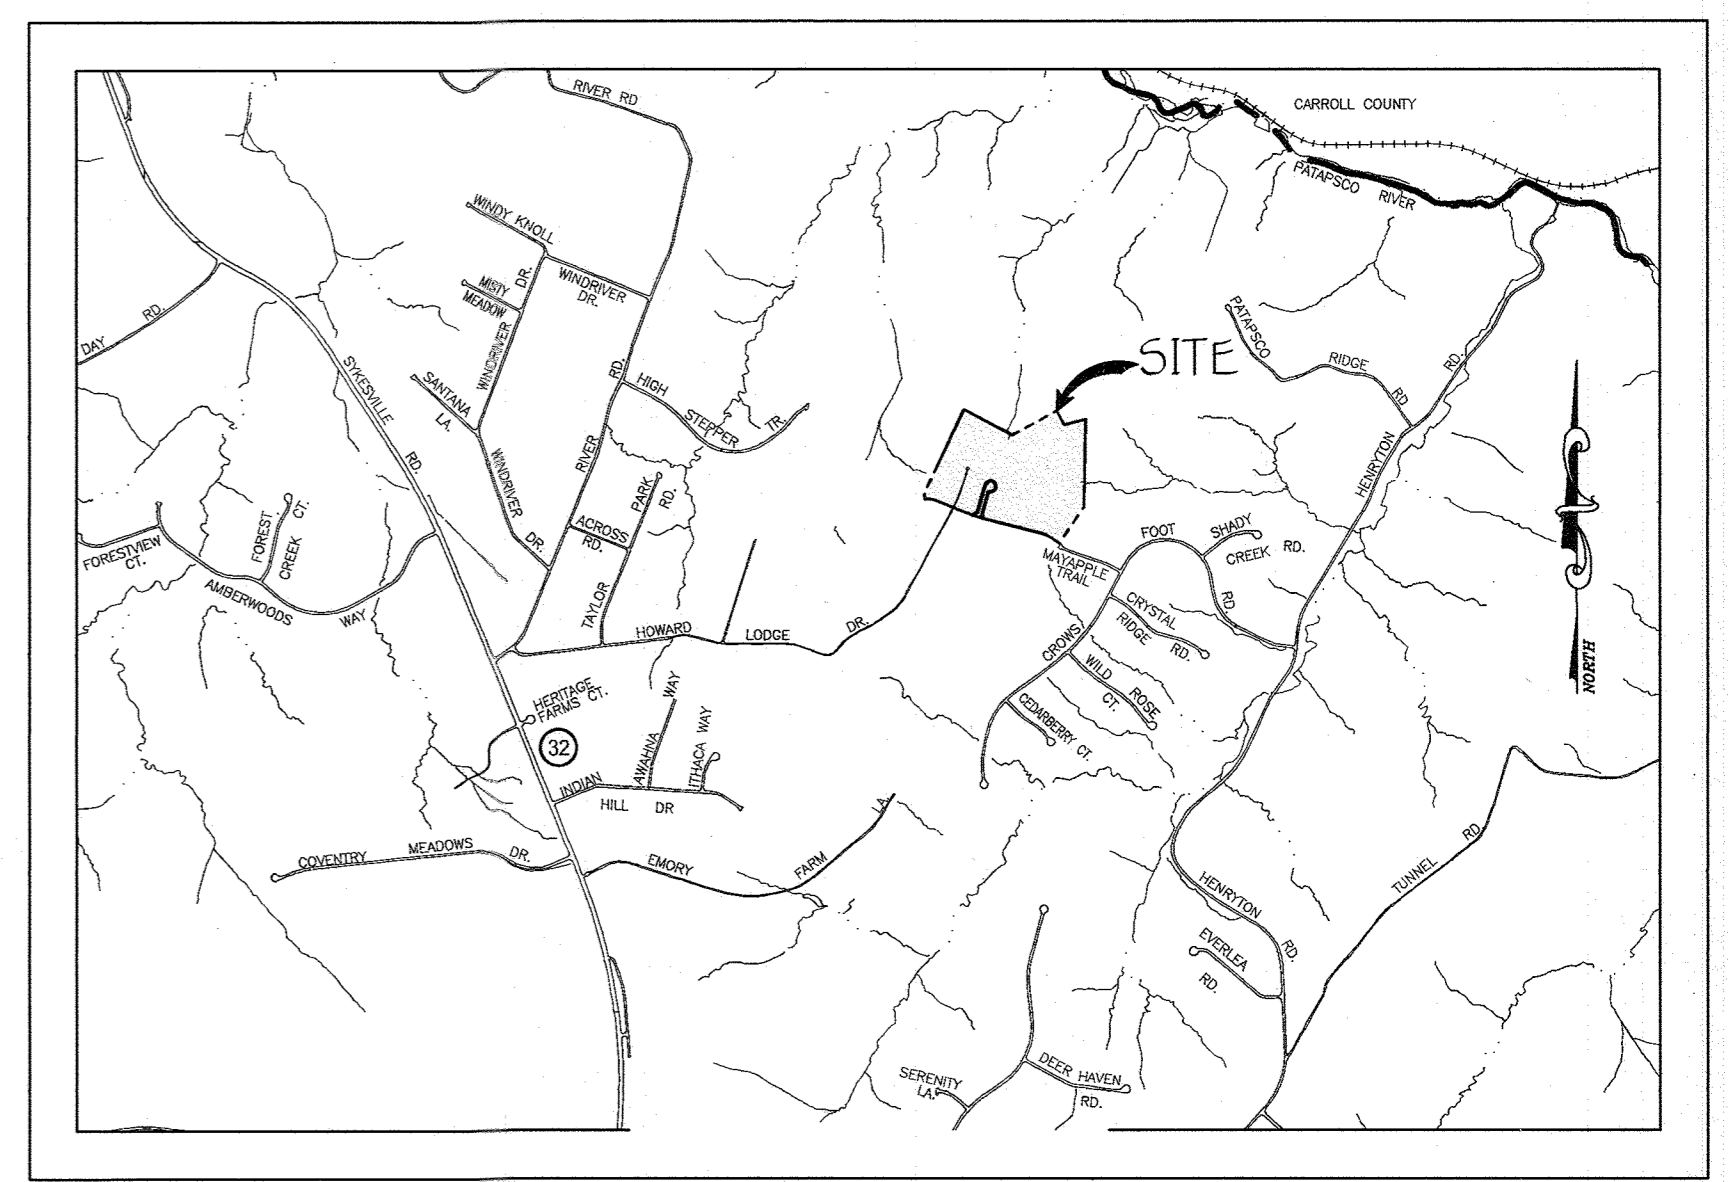 RIVER RD
CARROLL COUNTY
PATAPSCO RIVER
WINDY KNOLL
DR.
WINDRIVER
DR.
MISTY
MEADOW
WINDRIVER
DAY RD.
SYKESVILLE RD.
SANTANA
LA.
RIVER RD.
HIGH STEPPER TR.
SITE
PATAPSCO RIDGE RD
HENRYTON RD.
WINDRIVER DR.
PARK
RD.
ACROSS
RD.
TAYLOR
FOREST
CREEK CT.
FORESTVIEW
CT.
AMBERWOODS WAY
HOWARD LODGE DR.
MAYAPPLE
TRAIL
FOOT
SHADY
CREEK RD.
RD.
CROWS
CRYSTAL
RIDGE RD.
WILD ROSE
CT.
CEDARBERRY CT.
NORTH
HERITAGE
FARMS CT.
32
AWAHNA WAY
ITHACA WAY
INDIAN
HILL DR
COVENTRY MEADOWS DR.
EMORY FARM LA.
TUNNEL RD.
HENRYTON RD.
EVERLEA
RD.
SERENITY
LA.
DEER HAVEN
RD.